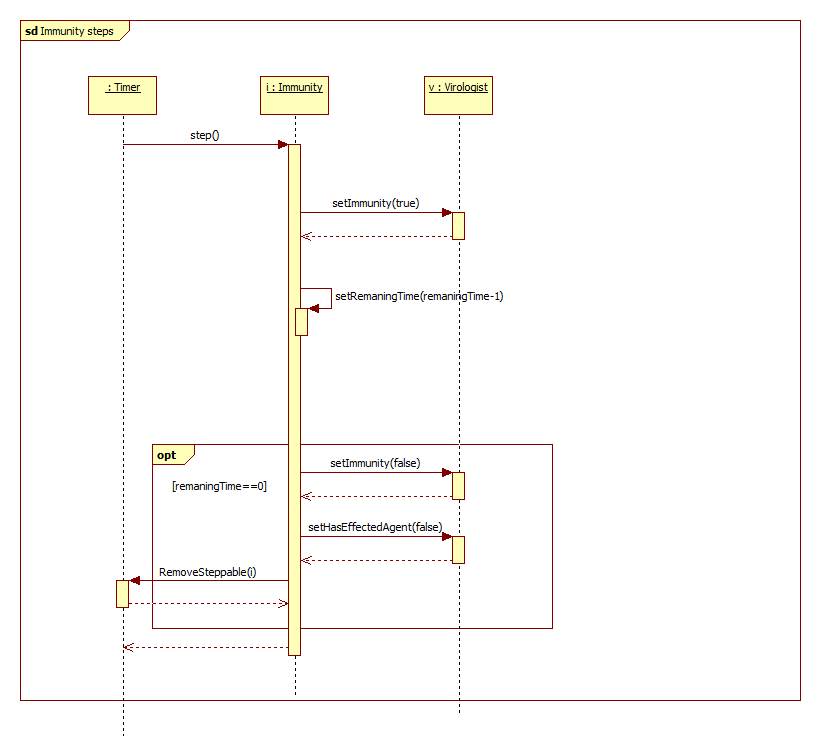 sd Immunity steps
: Timer
i : Immunity
v : Virologist
step()
setImmunity(true)
setRemaningTime(remaningTime-1)
opt
setImmunity(false)
[remaningTime==0]
setHasEffectedAgent(false)
RemoveSteppable(i)